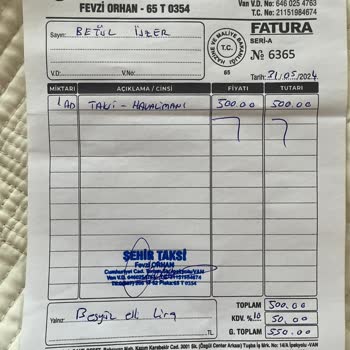 FEVZİ ORHAN - 65 T 0354
Van V.D. No: 646 025 4763
T.C. No: 21151984674
Sayın: BETÜL İŞLER
FATURA
SERİ-A
T.C.
65
№ 6365
V.D: V.No:
Tarih: 21/05/2024
MİKTARI AÇIKLAMA / CİNSİ FİYATI TUTARI
1 AD TAKSİ - HAVALİMANI 500.00 500.00
ŞEHİR TAKSİ
Fevzi ORHAN
Yalnız: Beşyüz elli Lira TL.
TOPLAM 500.00
KDV. %10 50.00
G. TOPLAM 550.00